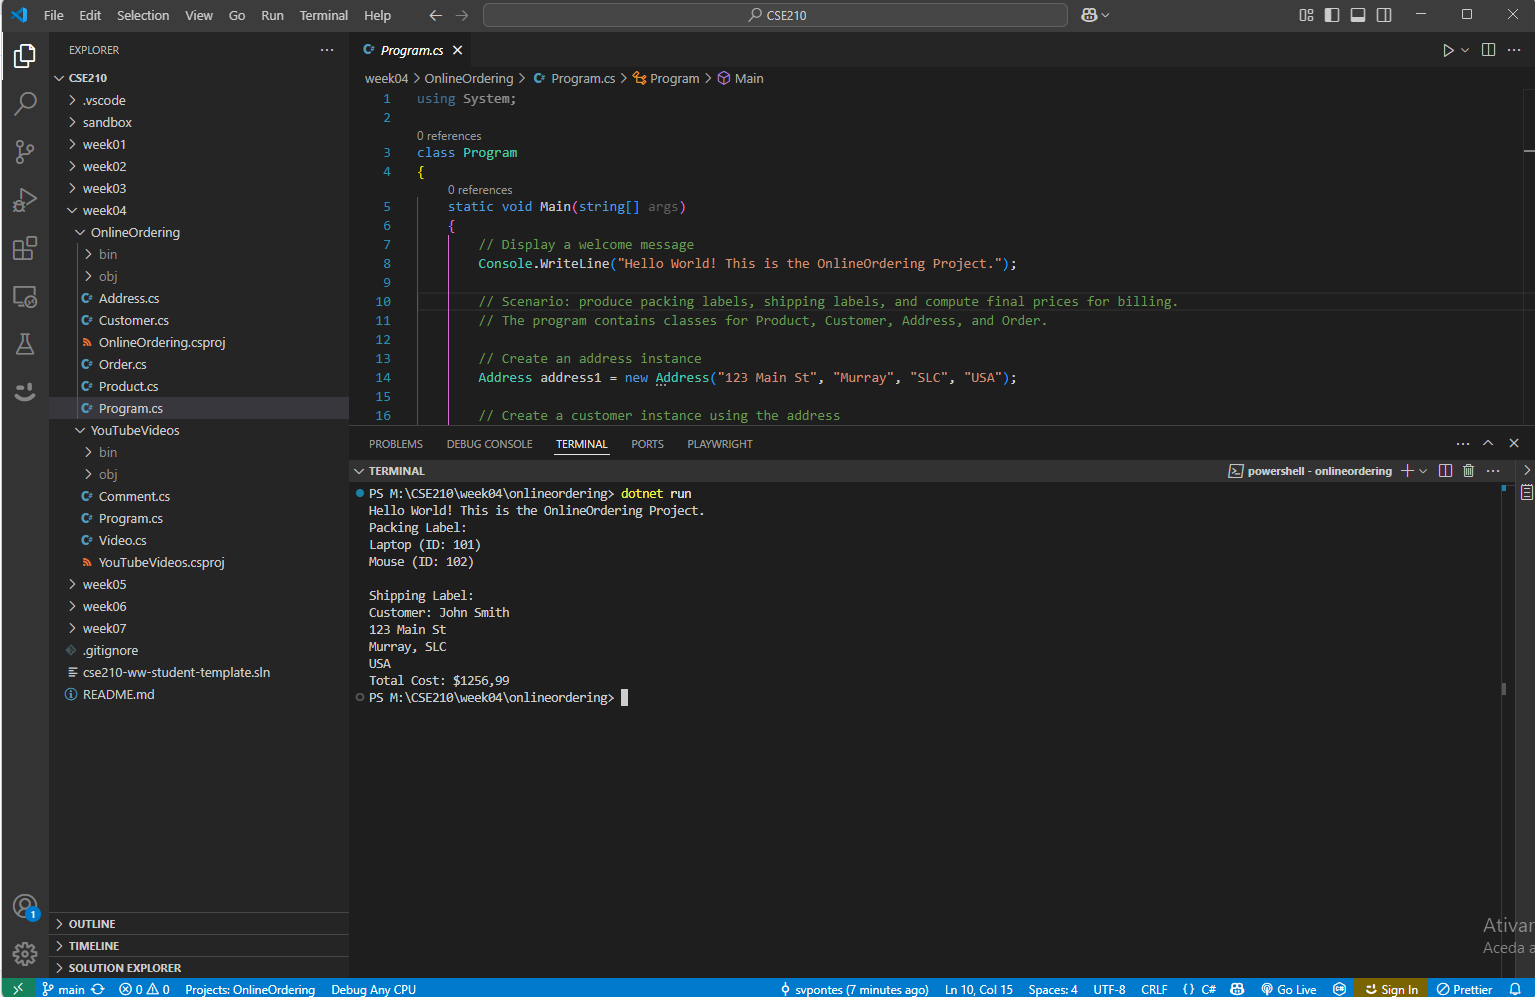 File Edit Selection View Go Run Terminal Help CSE210
EXPLORER
CSE210
.vscode
sandbox
week01
week02
week03
week04
OnlineOrdering
bin
obj
Address.cs
Customer.cs
OnlineOrdering.csproj
Order.cs
Product.cs
Program.cs
YouTubeVideos
bin
obj
Comment.cs
Program.cs
Video.cs
YouTubeVideos.csproj
week05
week06
week07
.gitignore
cse210-ww-student-template.sln
README.md
1
OUTLINE
TIMELINE
SOLUTION EXPLORER
Program.cs
week04 > OnlineOrdering > Program.cs > Program > Main
1 using System;
2
0 references
3 class Program
4 {
0 references
5 static void Main(string[] args)
6 {
7 // Display a welcome message
8 Console.WriteLine("Hello World! This is the OnlineOrdering Project.");
9
10 // Scenario: produce packing labels, shipping labels, and compute final prices for billing.
11 // The program contains classes for Product, Customer, Address, and Order.
12
13 // Create an address instance
14 Address address1 = new Address("123 Main St", "Murray", "SLC", "USA");
15
16 // Create a customer instance using the address
PROBLEMS DEBUG CONSOLE TERMINAL PORTS PLAYWRIGHT
TERMINAL powershell - onlineordering
PS M:\CSE210\week04\onlineordering> dotnet run
Hello World! This is the OnlineOrdering Project.
Packing Label:
Laptop (ID: 101)
Mouse (ID: 102)
Shipping Label:
Customer: John Smith
123 Main St
Murray, SLC
USA
Total Cost: $1256,99
PS M:\CSE210\week04\onlineordering>
Ativar
Aceda a
main 0 0 Projects: OnlineOrdering Debug Any CPU svpontes (7 minutes ago) Ln 10, Col 15 Spaces: 4 UTF-8 CRLF {} C# Go Live Sign In Prettier